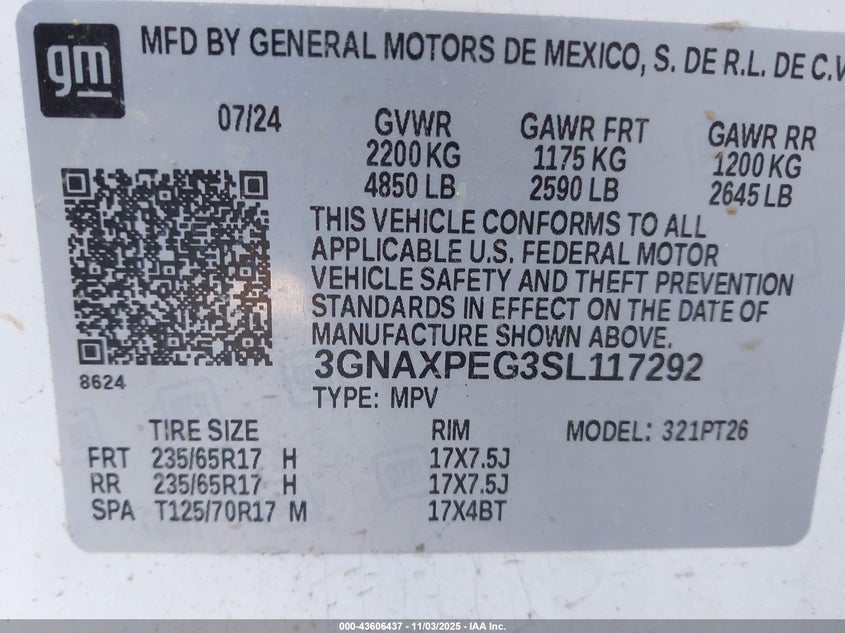 gm
MFD BY GENERAL MOTORS DE MEXICO, S. DE R.L. DE C.V
07/24
GVWR
2200 KG
4850 LB
GAWR FRT
1175 KG
2590 LB
GAWR RR
1200 KG
2645 LB
THIS VEHICLE CONFORMS TO ALL
APPLICABLE U.S. FEDERAL MOTOR
VEHICLE SAFETY AND THEFT PREVENTION
STANDARDS IN EFFECT ON THE DATE OF
MANUFACTURE SHOWN ABOVE.
3GNAXPEG3SL117292
8624
TYPE: MPV
TIRE SIZE RIM MODEL: 321PT26
FRT 235/65R17 H 17X7.5J
RR 235/65R17 H 17X7.5J
SPA T125/70R17 M 17X4BT
000-43606437 - 11/03/2025 - IAA Inc.